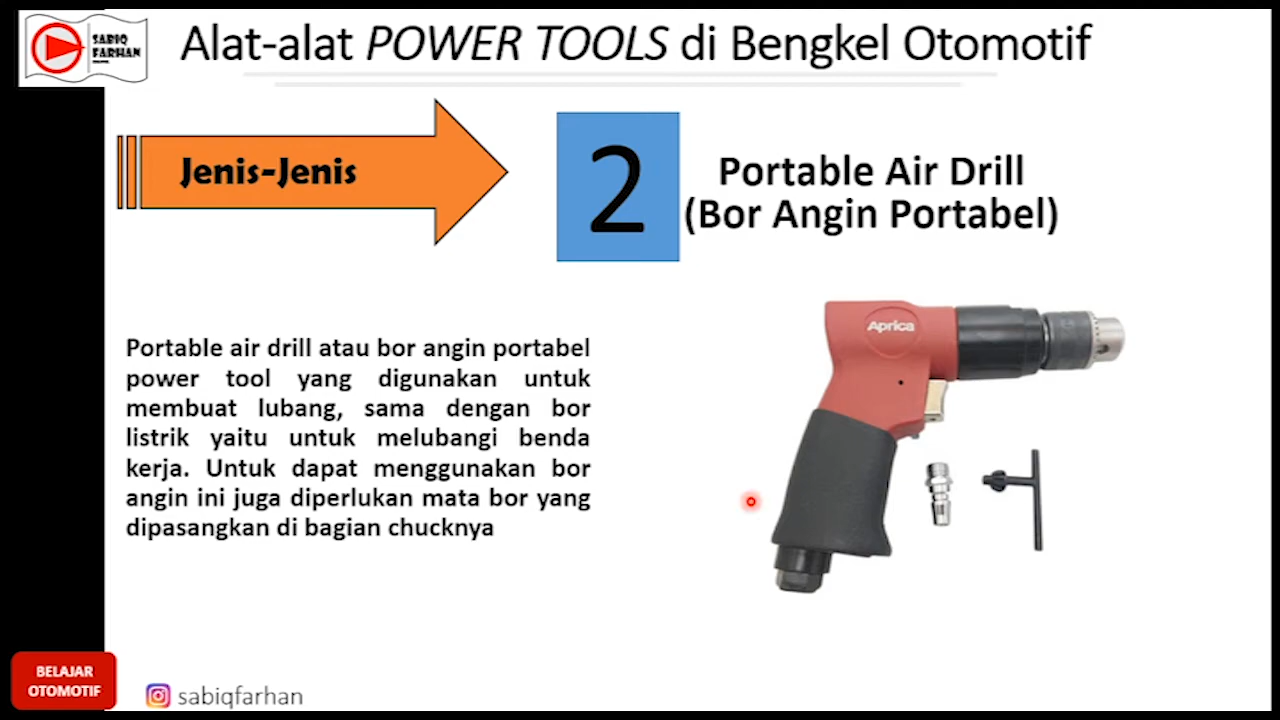 SABIQ
FARHAN
Alat-alat POWER TOOLS di Bengkel Otomotif
Jenis-Jenis
2
Portable Air Drill
(Bor Angin Portabel)
Aprica
Portable air drill atau bor angin portabel
power tool yang digunakan untuk
membuat lubang, sama dengan bor
listrik yaitu untuk melubangi benda
kerja. Untuk dapat menggunakan bor
angin ini juga diperlukan mata bor yang
dipasangkan di bagian chucknya
BELAJAR
OTOMOTIF
sabiqfarhan